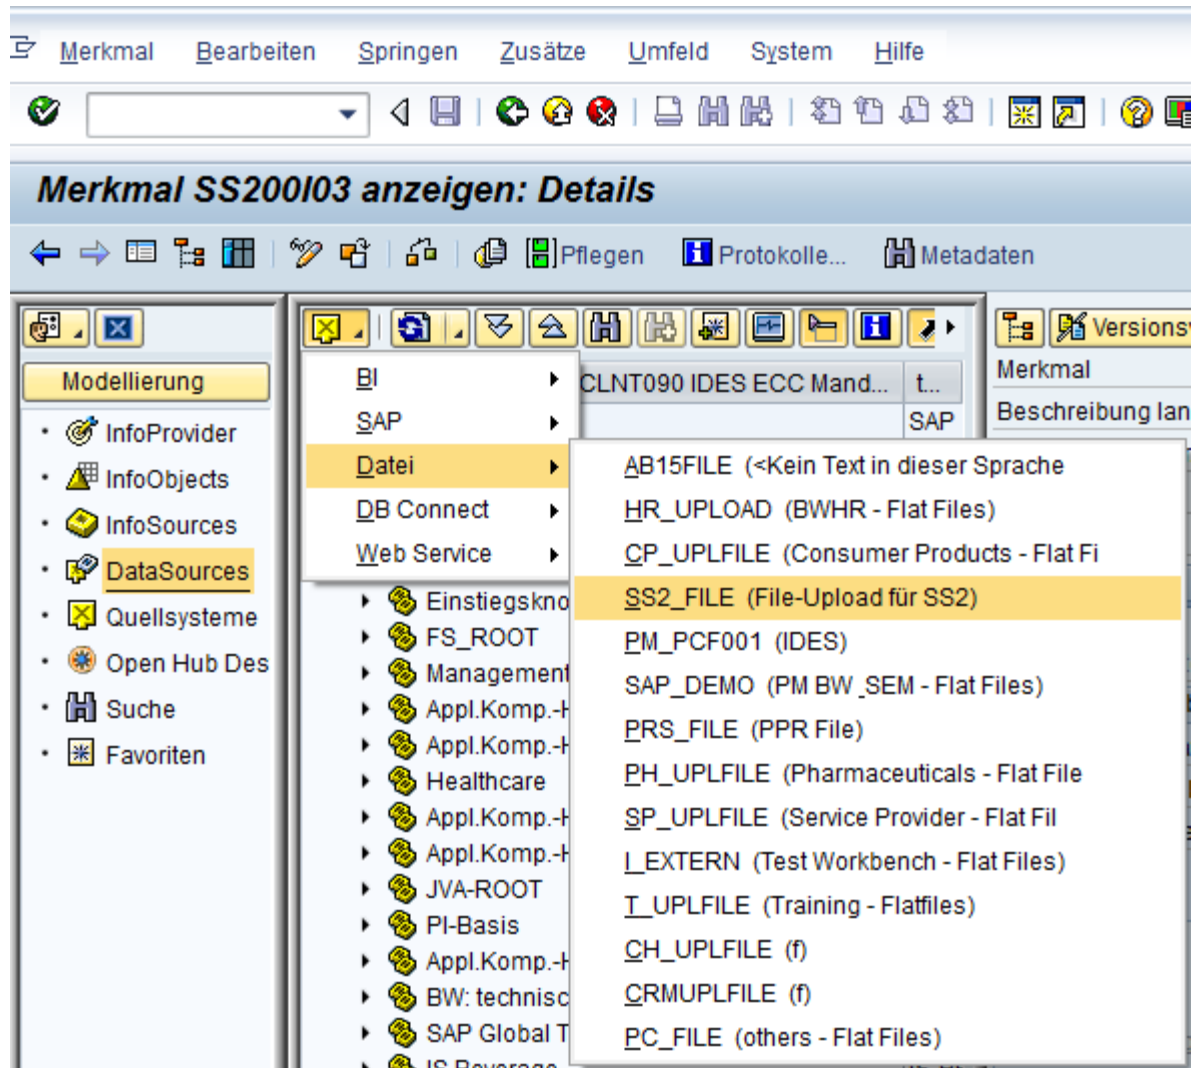 Merkmal Bearbeiten Springen Zusätze Umfeld System Hilfe
Merkmal SS200I03 anzeigen: Details
Pflegen Protokolle... Metadaten
Modellierung
InfoProvider
InfoObjects
InfoSources
DataSources
Quellsysteme
Open Hub Des
Suche
Favoriten
BI
SAP
Datei
DB Connect
Web Service
CLNT090 IDES ECC Mand... t...
SAP
Einstiegskno
FS_ROOT
Management
Appl.Komp.-H
Appl.Komp.-H
Healthcare
Appl.Komp.-H
Appl.Komp.-H
JVA-ROOT
PI-Basis
Appl.Komp.-H
BW: technisc
SAP Global T
IS Beverage
AB15FILE (<Kein Text in dieser Sprache
HR_UPLOAD (BWHR - Flat Files)
CP_UPLFILE (Consumer Products - Flat Fi
SS2_FILE (File-Upload für SS2)
PM_PCF001 (IDES)
SAP_DEMO (PM BW_SEM - Flat Files)
PRS_FILE (PPR File)
PH_UPLFILE (Pharmaceuticals - Flat File
SP_UPLFILE (Service Provider - Flat Fil
I_EXTERN (Test Workbench - Flat Files)
T_UPLFILE (Training - Flatfiles)
CH_UPLFILE (f)
CRMUPLFILE (f)
PC_FILE (others - Flat Files)
Versionsv
Merkmal
Beschreibung lan